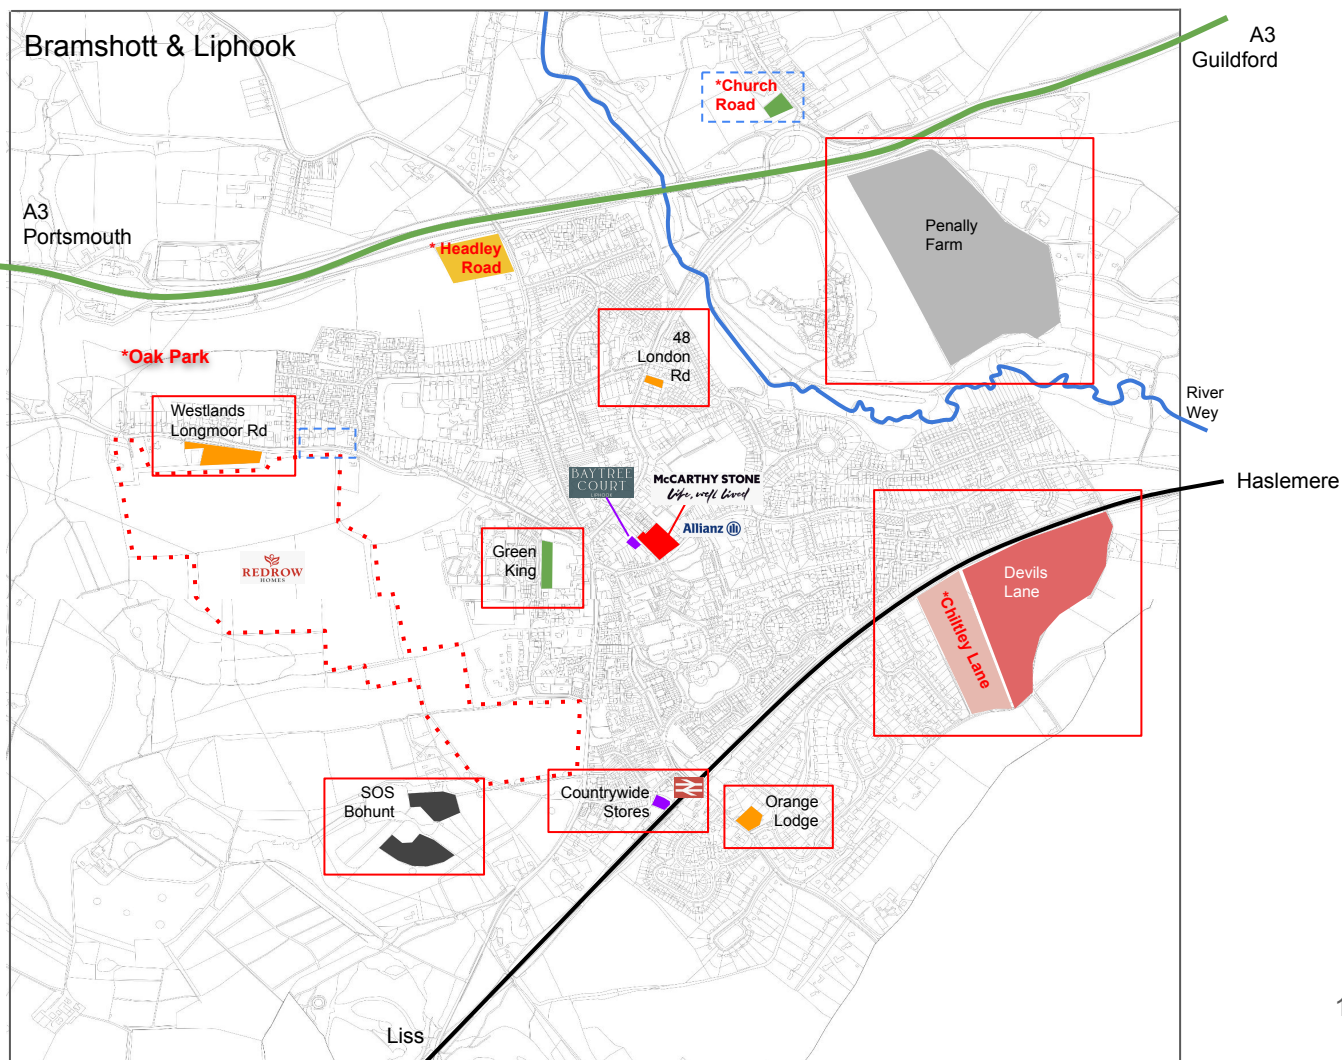 Bramshott & Liphook
A3
Guildford
*Church
Road
A3
Portsmouth
* Headley
Road
Penally
Farm
48
London
Rd
*Oak Park
Westlands
Longmoor Rd
River
Wey
BAYTREE
COURT
LIPHOOK
McCARTHY STONE
Life, well lived
Allianz
Haslemere
Green
King
REDROW
HOMES
Devils
Lane
*Chiltley Lane
SOS
Bohunt
Countrywide
Stores
Orange
Lodge
Liss
1